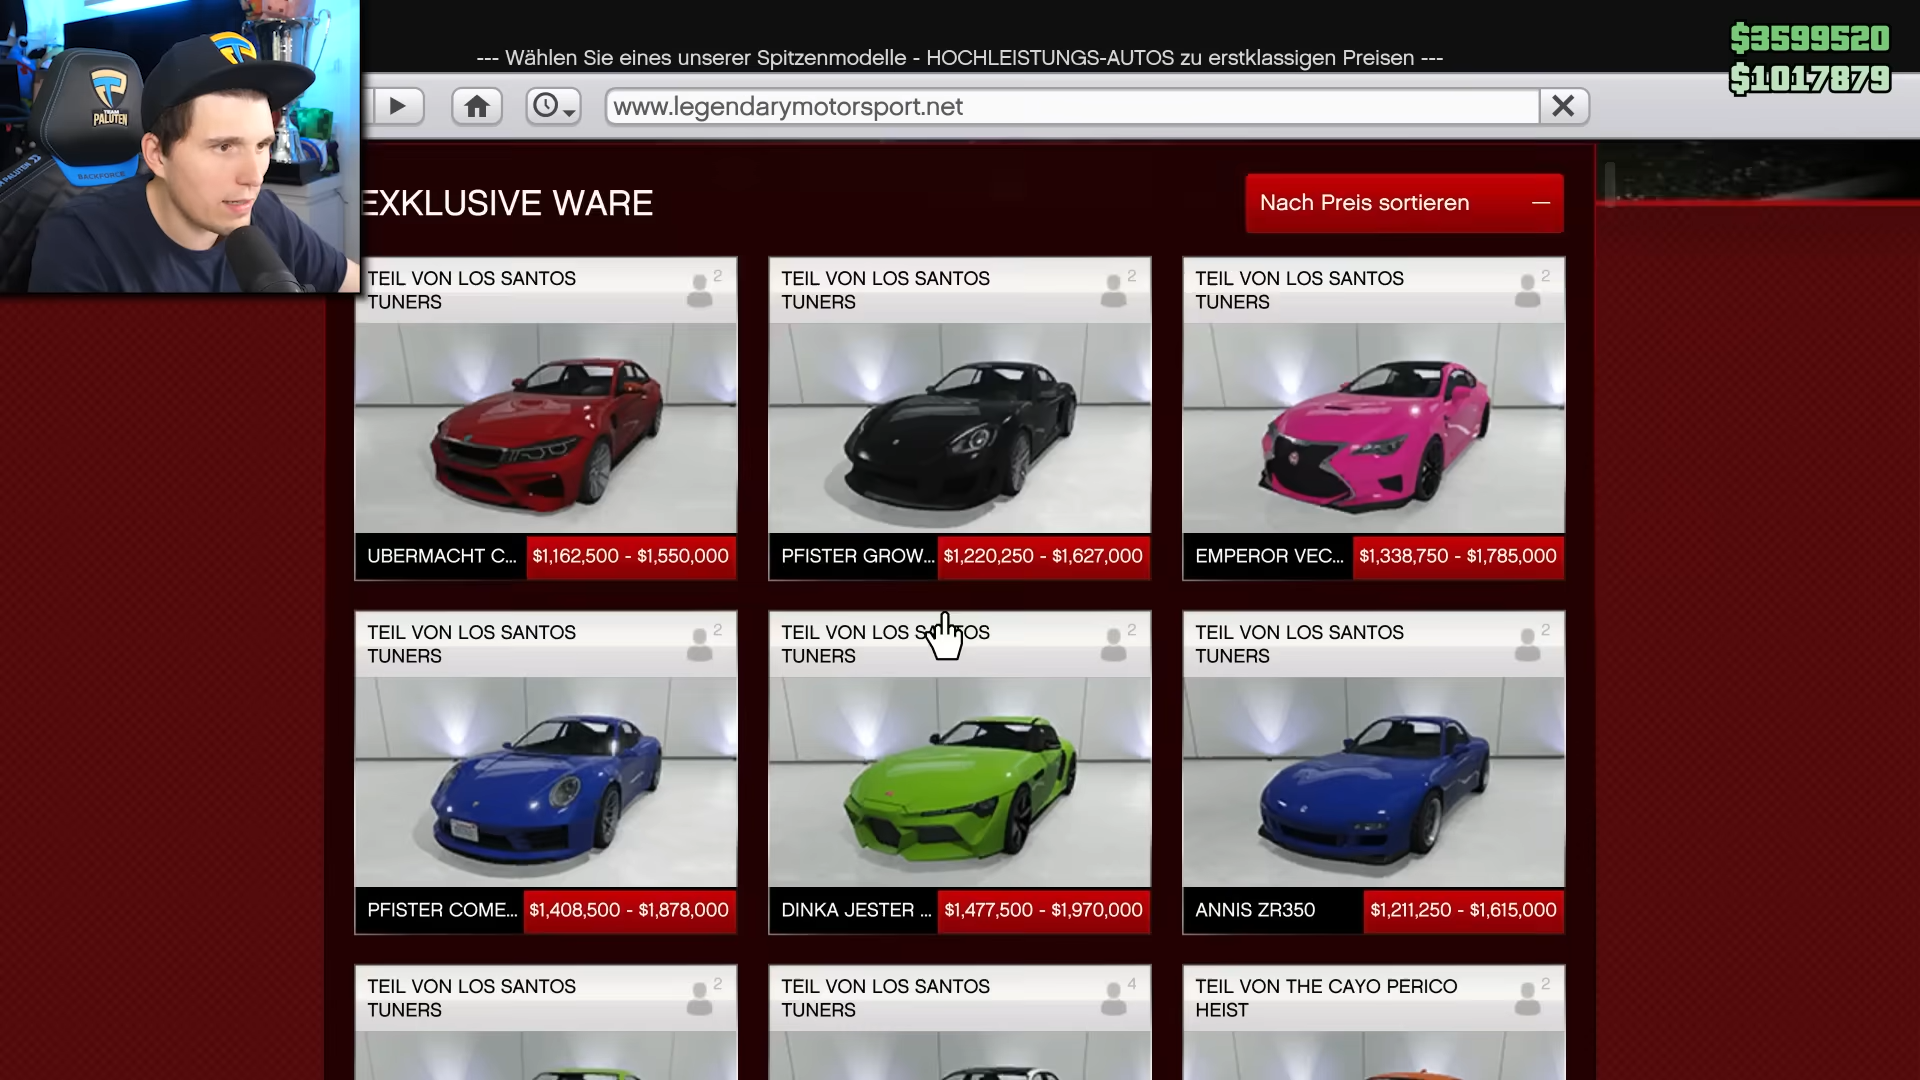 --- Wählen Sie eines unserer Spitzenmodelle - HOCHLEISTUNGS-AUTOS zu erstklassigen Preisen ---
$3599520
$1017879
www.legendarymotorsport.net
TEAM
PALUTEN
BACKFORCE
EXKLUSIVE WARE
Nach Preis sortieren
TEIL VON LOS SANTOS
TUNERS
2
TEIL VON LOS SANTOS
TUNERS
2
TEIL VON LOS SANTOS
TUNERS
2
UBERMACHT C... $1,162,500 - $1,550,000
PFISTER GROW... $1,220,250 - $1,627,000
EMPEROR VEC... $1,338,750 - $1,785,000
TEIL VON LOS SANTOS
TUNERS
2
TEIL VON LOS SANTOS
TUNERS
2
TEIL VON LOS SANTOS
TUNERS
2
PFISTER COME... $1,408,500 - $1,878,000
DINKA JESTER ... $1,477,500 - $1,970,000
ANNIS ZR350 $1,211,250 - $1,615,000
TEIL VON LOS SANTOS
TUNERS
2
TEIL VON LOS SANTOS
TUNERS
4
TEIL VON THE CAYO PERICO
HEIST
2